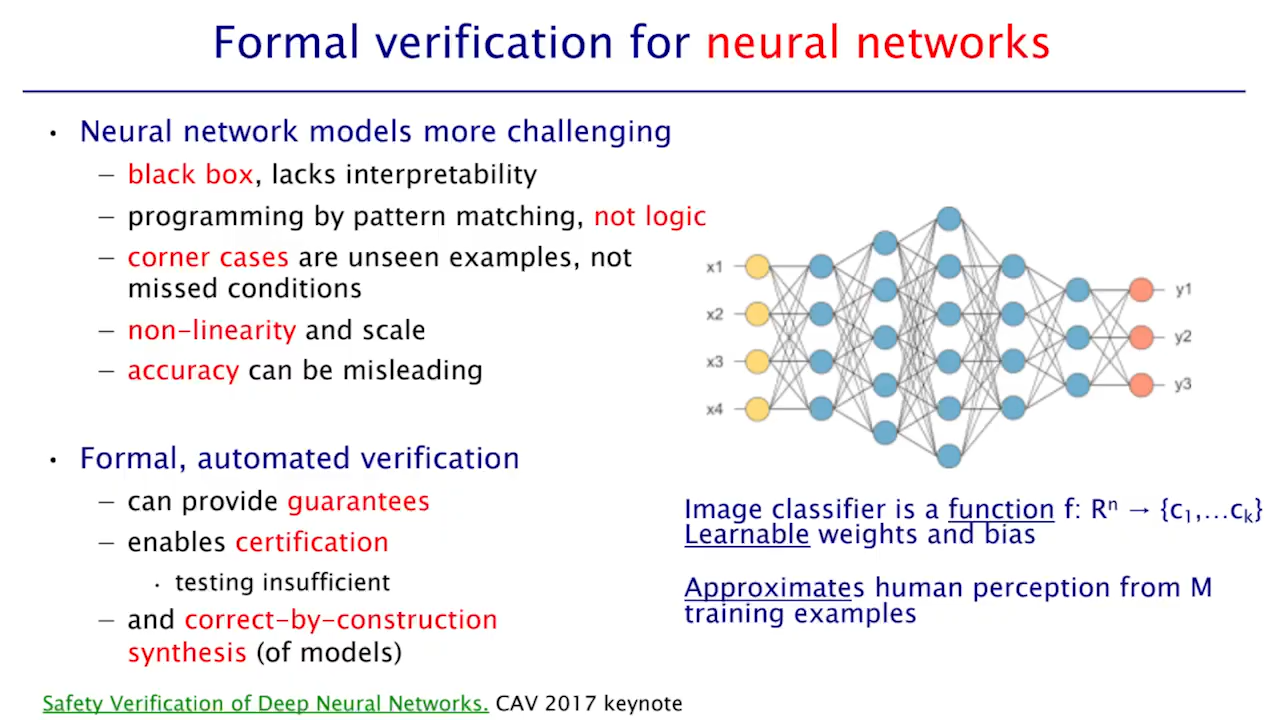 Formal verification for neural networks
• Neural network models more challenging
– black box, lacks interpretability
– programming by pattern matching, not logic
– corner cases are unseen examples, not
missed conditions
– non-linearity and scale
– accuracy can be misleading
• Formal, automated verification
– can provide guarantees
– enables certification
• testing insufficient
– and correct-by-construction
synthesis (of models)
x1
x2
x3
x4
y1
y2
y3
Image classifier is a function f: Rⁿ → {c₁,…cₖ}
Learnable weights and bias
Approximates human perception from M
training examples
Safety Verification of Deep Neural Networks. CAV 2017 keynote